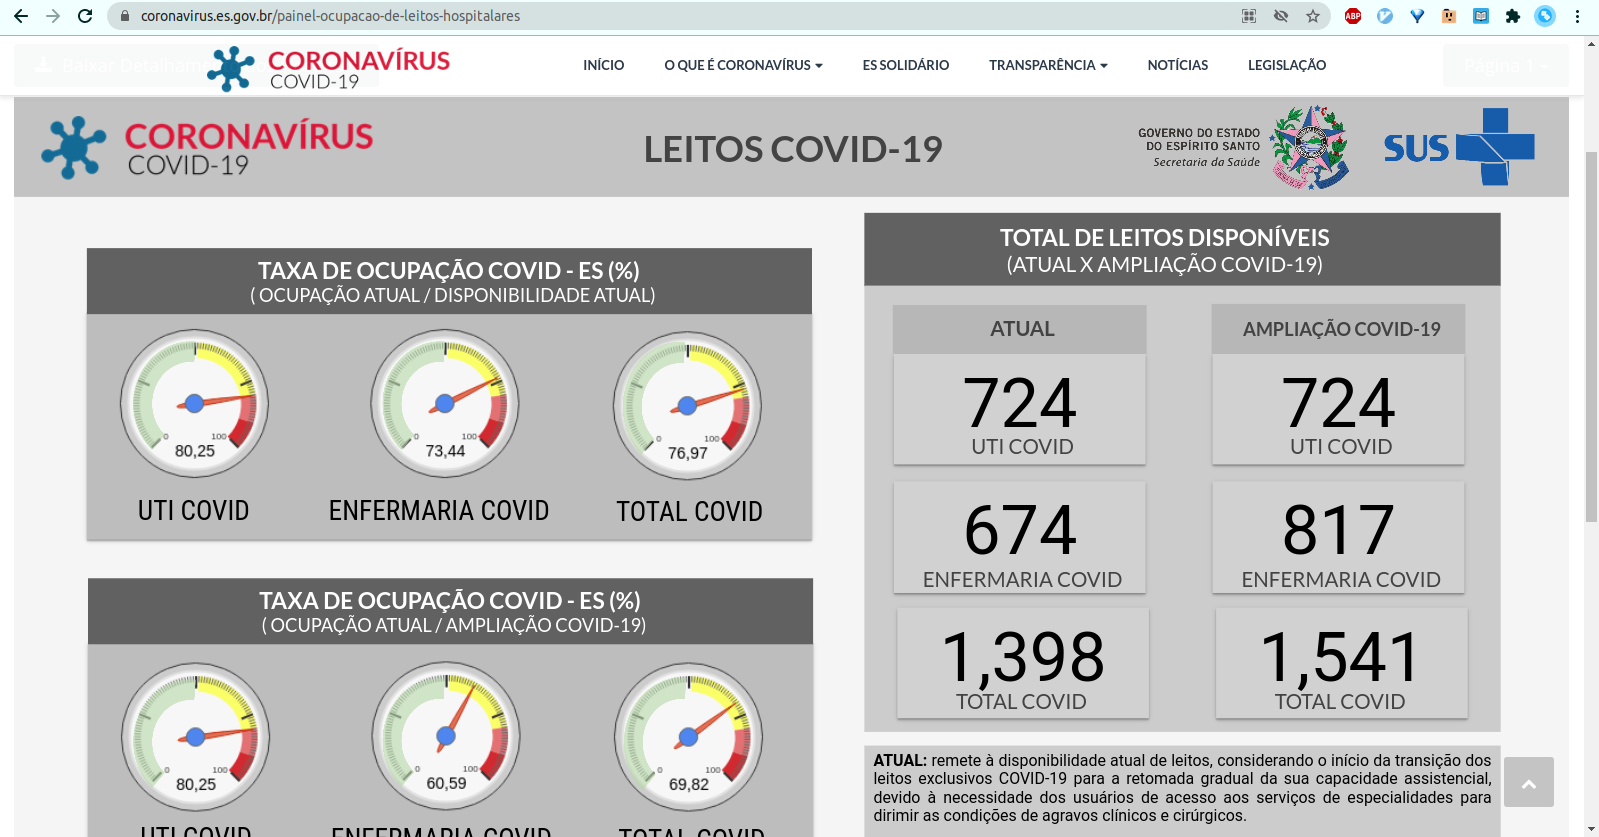 coronavirus.es.gov.br/painel-ocupacao-de-leitos-hospitalares
ABP
CORONAVÍRUS
COVID-19
INÍCIO
O QUE É CORONAVÍRUS
ES SOLIDÁRIO
TRANSPARÊNCIA
NOTÍCIAS
LEGISLAÇÃO
Página 1
CORONAVÍRUS
COVID-19
LEITOS COVID-19
GOVERNO DO ESTADO
DO ESPÍRITO SANTO
Secretaria da Saúde
SUS
TAXA DE OCUPAÇÃO COVID - ES (%)
( OCUPAÇÃO ATUAL / DISPONIBILIDADE ATUAL)
0 100
80,25
UTI COVID
0 100
73,44
ENFERMARIA COVID
0 100
76,97
TOTAL COVID
TAXA DE OCUPAÇÃO COVID - ES (%)
( OCUPAÇÃO ATUAL / AMPLIAÇÃO COVID-19)
0 100
80,25
UTI COVID
0 100
60,59
ENFERMARIA COVID
0 100
69,82
TOTAL COVID
TOTAL DE LEITOS DISPONÍVEIS
(ATUAL X AMPLIAÇÃO COVID-19)
ATUAL
724
UTI COVID
674
ENFERMARIA COVID
1,398
TOTAL COVID
AMPLIAÇÃO COVID-19
724
UTI COVID
817
ENFERMARIA COVID
1,541
TOTAL COVID
ATUAL: remete à disponibilidade atual de leitos, considerando o início da transição dos
leitos exclusivos COVID-19 para a retomada gradual da sua capacidade assistencial,
devido à necessidade dos usuários de acesso aos serviços de especialidades para
dirimir as condições de agravos clínicos e cirúrgicos.